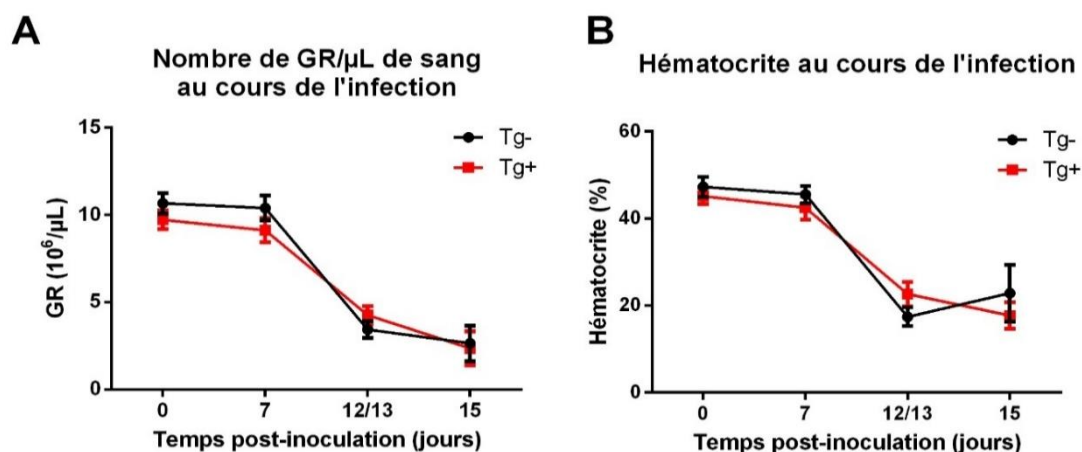 A
Nombre de GR/µL de sang
au cours de l'infection
15
10
5
0
GR (10⁶/µL)
Tg-
Tg+
0 7 12/13 15
Temps post-inoculation (jours)
B
Hématocrite au cours de l'infection
60
40
20
0
Hématocrite (%)
Tg-
Tg+
0 7 12/13 15
Temps post-inoculation (jours)